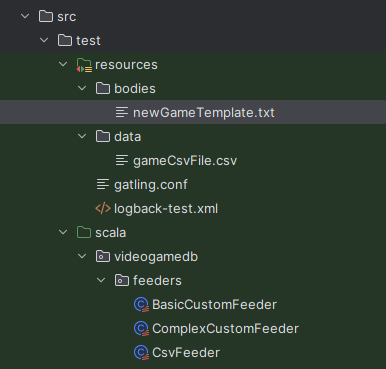 src
test
resources
bodies
newGameTemplate.txt
data
gameCsvFile.csv
gatling.conf
logback-test.xml
scala
videogamedb
feeders
BasicCustomFeeder
ComplexCustomFeeder
CsvFeeder